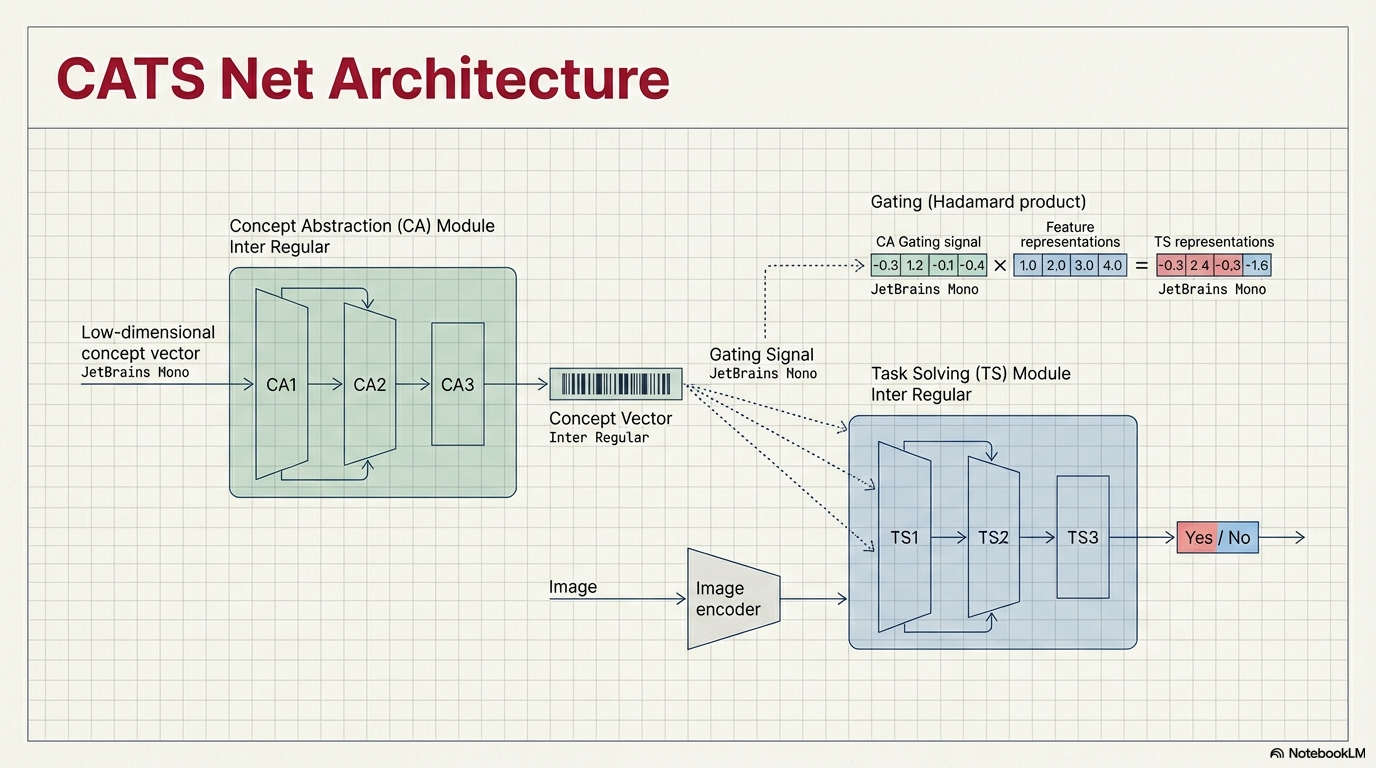 CATS Net Architecture
Gating (Hadamard product)
CA Gating signal
Feature
representations
TS representations
-0.3 1.2 -0.1 -0.4 × 1.0 2.0 3.0 4.0 = -0.3 2 4 -0,3 -1.6
JetBrains Mono
JetBrains Mono
Concept Abstraction (CA) Module
Inter Regular
Low-dimensional
concept vector
JetBrains Mono
CA1
CA2
CA3
Concept Vector
Inter Regular
Gating Signal
JetBrains Mono
Task Solving (TS) Module
Inter Regular
TS1
TS2
TS3
Yes / No
Image
Image
encoder
NotebookLM